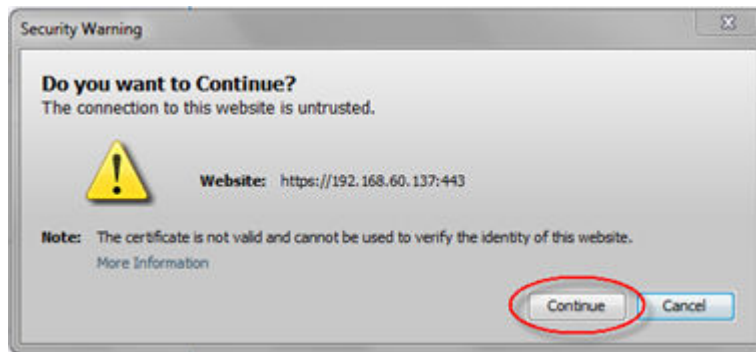 Security Warning
Do you want to Continue?
The connection to this website is untrusted.
Website: https://192.168.60.137:443
Note: The certificate is not valid and cannot be used to verify the identity of this website.
More Information
Continue Cancel